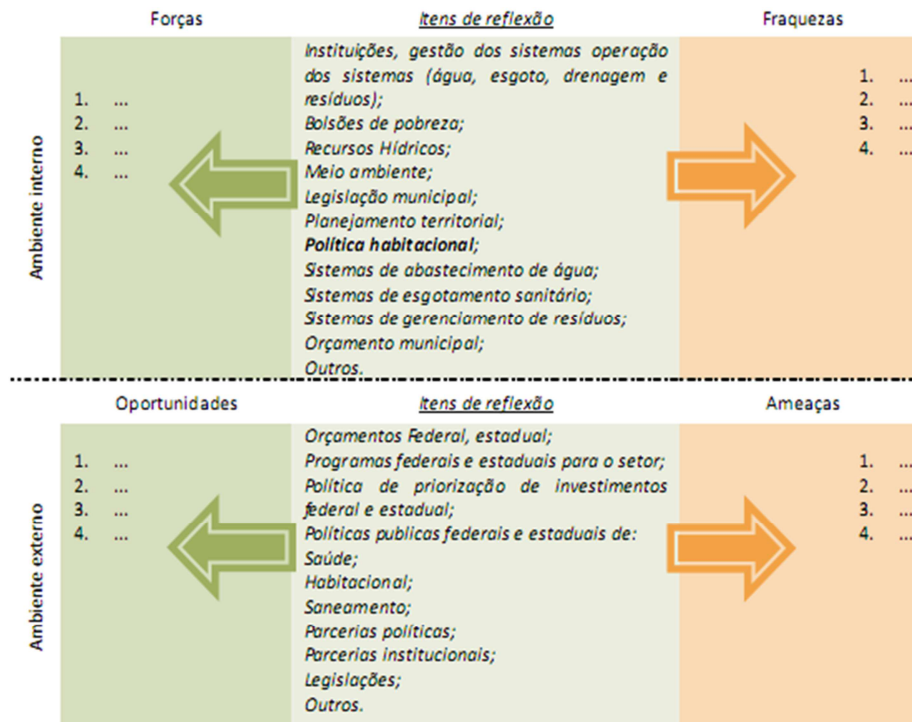 Forças
Itens de reflexão
Fraquezas
Ambiente interno
1. ...
2. ...
3. ...
4. ...
Instituições, gestão dos sistemas operação
dos sistemas (água, esgoto, drenagem e
resíduos);
Bolsões de pobreza;
Recursos Hídricos;
Meio ambiente;
Legislação municipal;
Planejamento territorial;
Política habitacional;
Sistemas de abastecimento de água;
Sistemas de esgotamento sanitário;
Sistemas de gerenciamento de resíduos;
Orçamento municipal;
Outros.
1. ...
2. ...
3. ...
4. ...
Oportunidades
Itens de reflexão
Ameaças
Ambiente externo
1. ...
2. ...
3. ...
4. ...
Orçamentos Federal, estadual;
Programas federais e estaduais para o setor;
Política de priorização de investimentos
federal e estadual;
Políticas publicas federais e estaduais de:
Saúde;
Habitacional;
Saneamento;
Parcerias políticas;
Parcerias institucionais;
Legislações;
Outros.
1. ...
2. ...
3. ...
4. ...